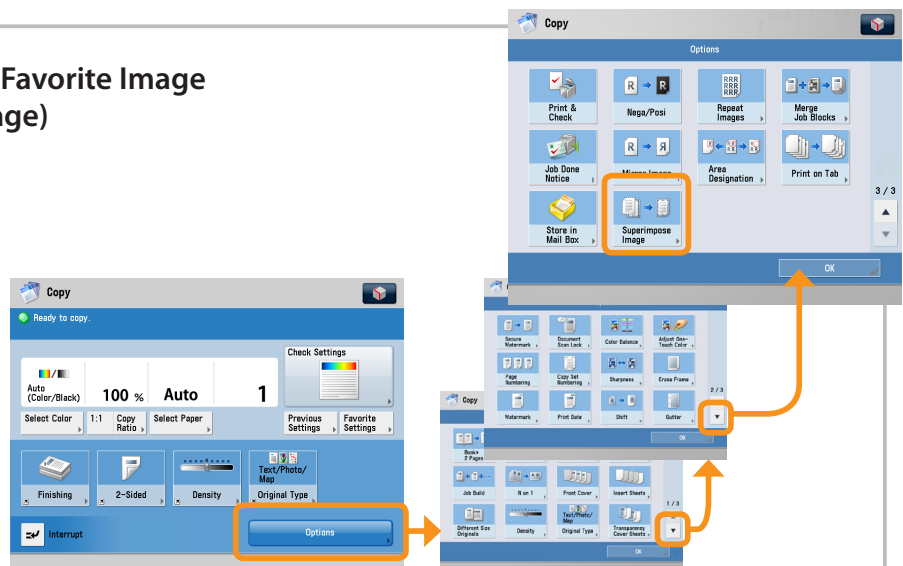 Favorite Image
age)
Copy
Options
Print &
Check
Nega/Posi
Repeat
Images
Merge
Job Blocks
Job Done
Notice
Mirror Image
Area
Designation
Print on Tab
Store in
Mail Box
Superimpose
Image
3 / 3
OK
Copy
Ready to copy.
Check Settings
Auto
(Color/Black)
100 %
Auto
1
Select Color
1:1
Copy
Ratio
Select Paper
Previous
Settings
Favorite
Settings
Finishing
2-Sided
Density
Text/Photo/
Map
Original Type
Interrupt
Options
Secure
Watermark
Document
Scan Lock
Color Balance
Adjust One-
Touch Color
Page
Numbering
Copy Set
Numbering
Sharpness
Erase Frame
2 / 3
Watermark
Print Date
Shift
Gutter
OK
Copy
Book▸
2 Pages
Job Build
N on 1
Front Cover
Insert Sheets
1 / 3
Different Size
Originals
Density
Text/Photo/
Map
Original Type
Transparency
Cover Sheets
OK